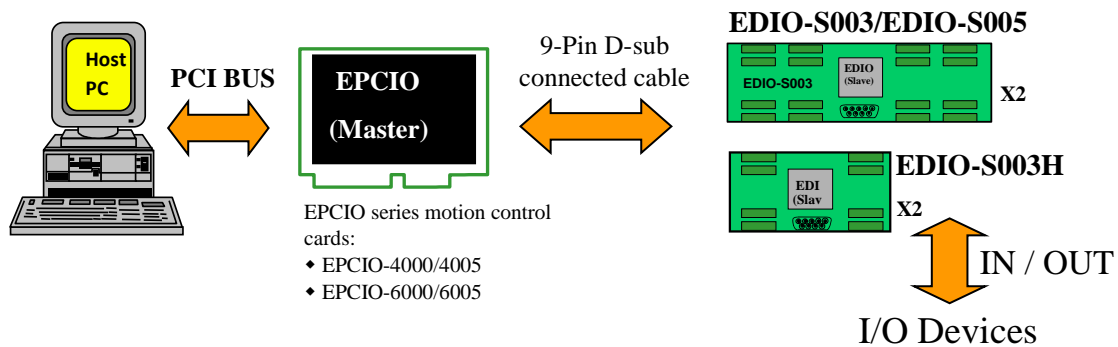 Host
PC
PCI BUS
EPCIO
(Master)
EPCIO series motion control
cards:
◆ EPCIO-4000/4005
◆ EPCIO-6000/6005
9-Pin D-sub
connected cable
EDIO-S003/EDIO-S005
EDIO-S003
EDIO
(Slave)
X2
EDIO-S003H
EDI
(Slav
X2
IN / OUT
I/O Devices